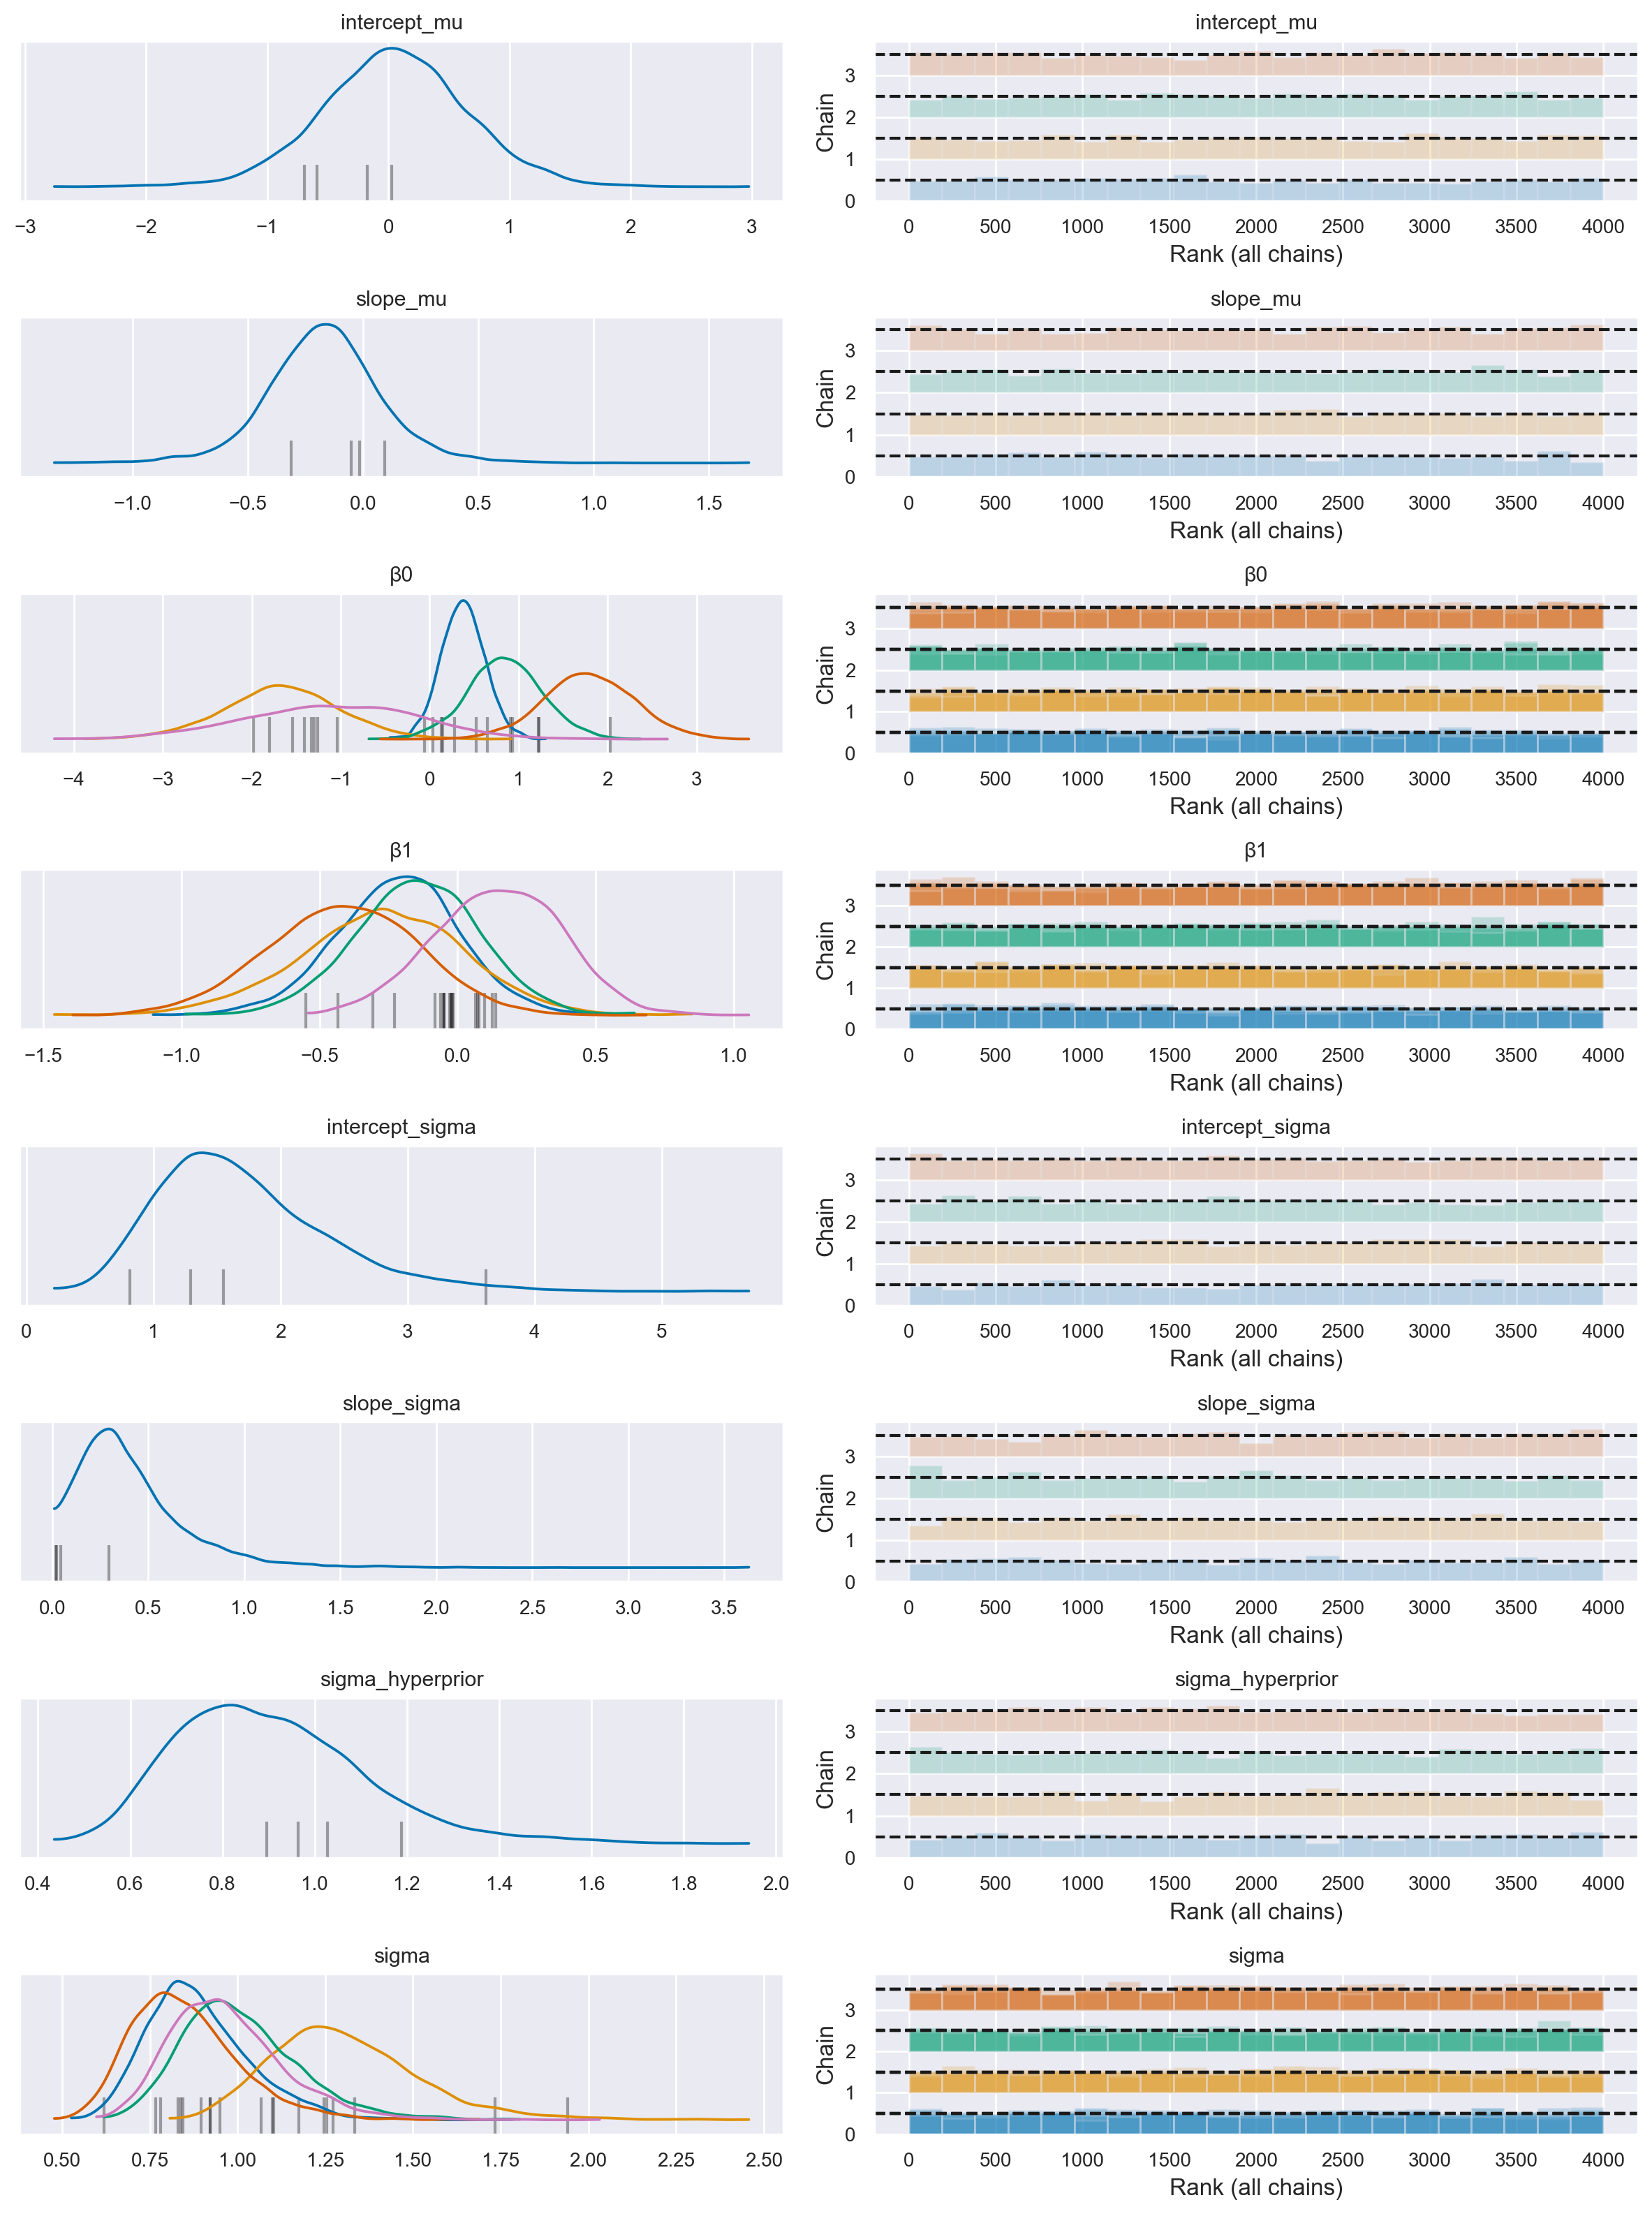 intercept_mu
−3 −2 −1 0 1 2 3
intercept_mu
Chain
3
2
1
0
0 500 1000 1500 2000 2500 3000 3500 4000
Rank (all chains)
slope_mu
−1.0 −0.5 0.0 0.5 1.0 1.5
slope_mu
Chain
3
2
1
0
0 500 1000 1500 2000 2500 3000 3500 4000
Rank (all chains)
β0
−4 −3 −2 −1 0 1 2 3
β0
Chain
3
2
1
0
0 500 1000 1500 2000 2500 3000 3500 4000
Rank (all chains)
β1
−1.5 −1.0 −0.5 0.0 0.5 1.0
β1
Chain
3
2
1
0
0 500 1000 1500 2000 2500 3000 3500 4000
Rank (all chains)
intercept_sigma
0 1 2 3 4 5
intercept_sigma
Chain
3
2
1
0
0 500 1000 1500 2000 2500 3000 3500 4000
Rank (all chains)
slope_sigma
0.0 0.5 1.0 1.5 2.0 2.5 3.0 3.5
slope_sigma
Chain
3
2
1
0
0 500 1000 1500 2000 2500 3000 3500 4000
Rank (all chains)
sigma_hyperprior
0.4 0.6 0.8 1.0 1.2 1.4 1.6 1.8 2.0
sigma_hyperprior
Chain
3
2
1
0
0 500 1000 1500 2000 2500 3000 3500 4000
Rank (all chains)
sigma
0.50 0.75 1.00 1.25 1.50 1.75 2.00 2.25 2.50
sigma
Chain
3
2
1
0
0 500 1000 1500 2000 2500 3000 3500 4000
Rank (all chains)